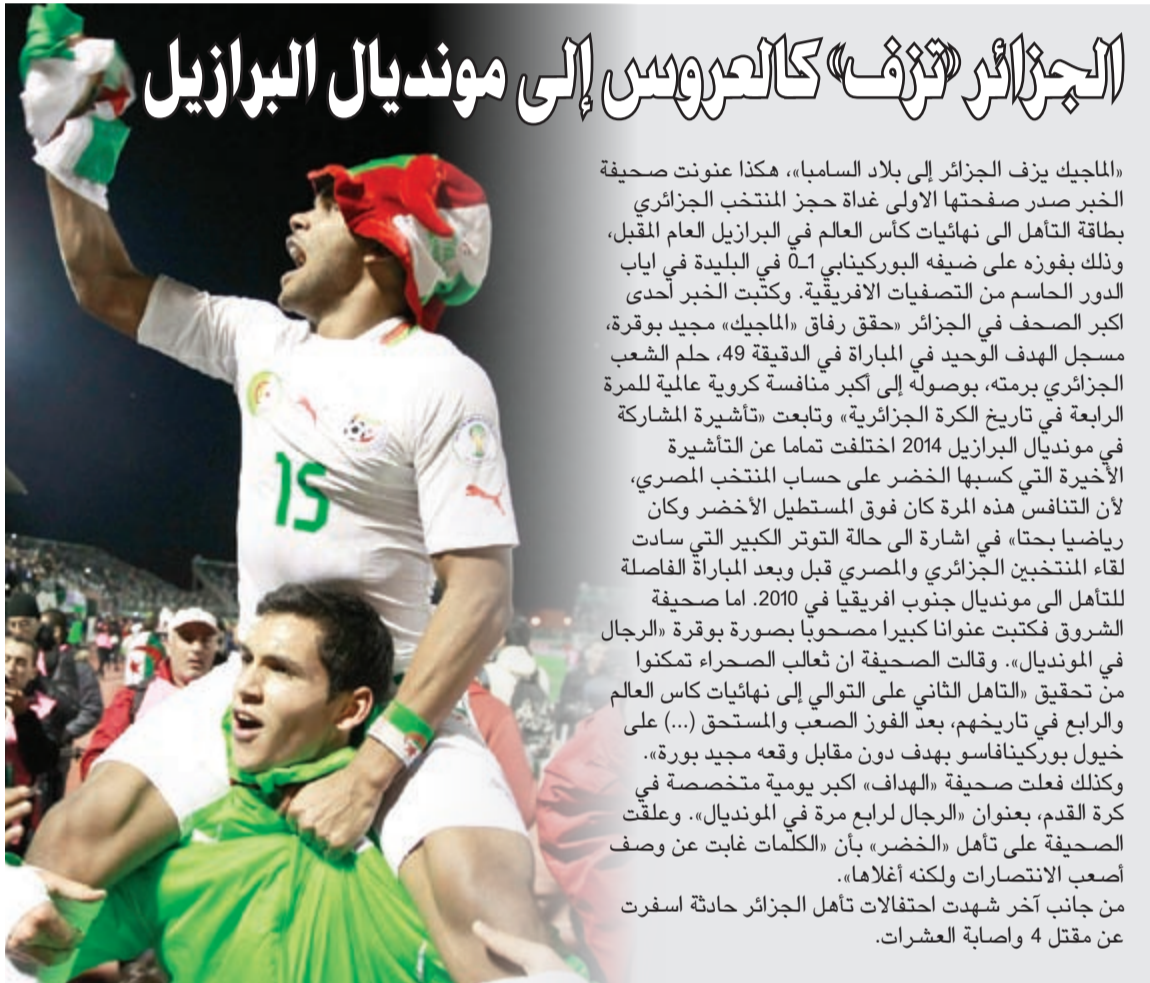 الجزائر «تزف» كالعروس إلى مونديال البرازيل
«الماجيك يزف الجزائر إلى بلاد السامبا»، هكذا عنونت صحيفة
الخبر صدر صفحتها الاولى غداة حجز المنتخب الجزائري
بطاقة التأهل الى نهائيات كأس العالم في البرازيل العام المقبل،
وذلك بفوزه على ضيفه البوركينابي 1ـ0 في البليدة في اياب
الدور الحاسم من التصفيات الافريقية. وكتبت الخبر احدى
اكبر الصحف في الجزائر «حقق رفاق «الماجيك» مجيد بوقرة،
مسجل الهدف الوحيد في المباراة في الدقيقة 49، حلم الشعب
الجزائري برمته، بوصوله إلى أكبر منافسة كروية عالمية للمرة
الرابعة في تاريخ الكرة الجزائرية» وتابعت «تأشيرة المشاركة
في مونديال البرازيل 2014 اختلفت تماما عن التأشيرة
الأخيرة التي كسبها الخضر على حساب المنتخب المصري،
لأن التنافس هذه المرة كان فوق المستطيل الأخضر وكان
رياضيا بحتا» في اشارة الى حالة التوتر الكبير التي سادت
لقاء المنتخبين الجزائري والمصري قبل وبعد المباراة الفاصلة
للتأهل الى مونديال جنوب افريقيا في 2010. اما صحيفة
الشروق فكتبت عنوانا كبيرا مصحوبا بصورة بوقرة «الرجال
في المونديال». وقالت الصحيفة ان ثعالب الصحراء تمكنوا
من تحقيق «التاهل الثاني على التوالي إلى نهائيات كاس العالم
والرابع في تاريخهم، بعد الفوز الصعب والمستحق (...) على
خيول بوركينافاسو بهدف دون مقابل وقعه مجيد بورة».
وكذلك فعلت صحيفة «الهداف» اكبر يومية متخصصة في
كرة القدم، بعنوان «الرجال لرابع مرة في المونديال». وعلقت
الصحيفة على تأهل «الخضر» بأن «الكلمات غابت عن وصف
أصعب الانتصارات ولكنه أغلاها».
من جانب آخر شهدت احتفالات تأهل الجزائر حادثة اسفرت
عن مقتل 4 واصابة العشرات.
15